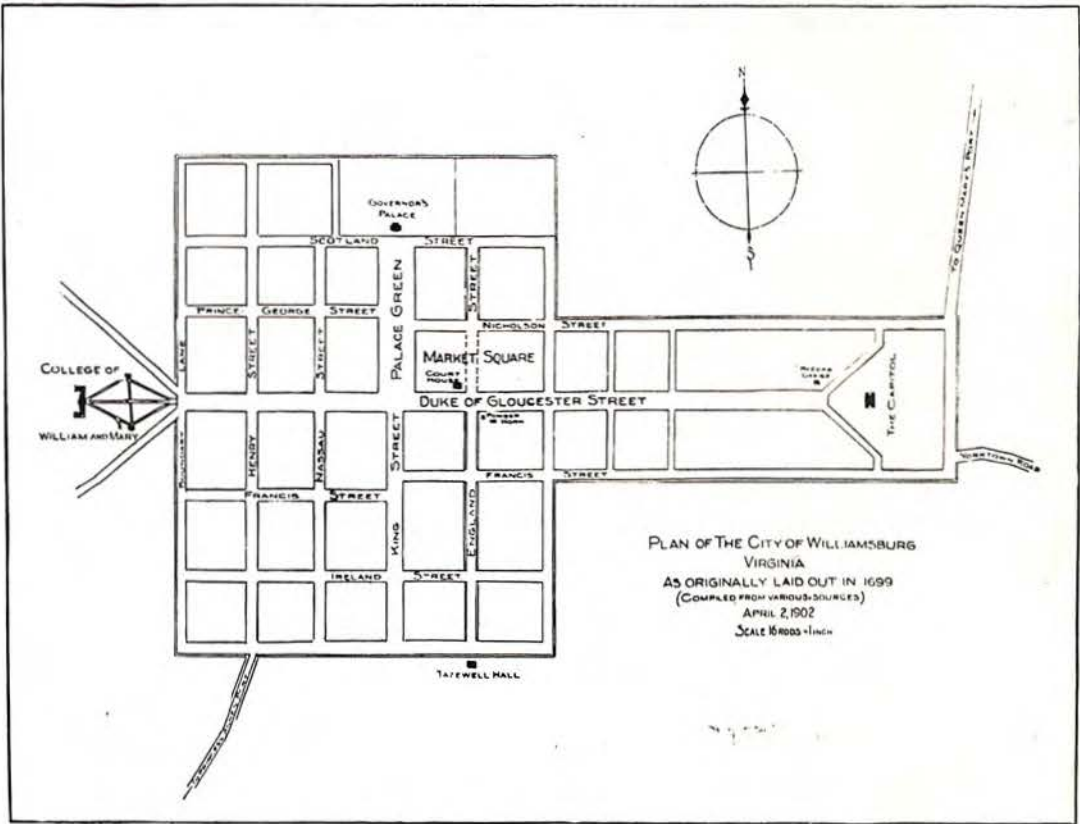 N
S
TO QUEEN MARY'S PORT
GOVERNOR'S
PALACE
SCOTLAND STREET
PALACE GREEN
STREET
PRINCE GEORGE STREET
NICHOLSON STREET
LANE
STREET
STREET
MARKET SQUARE
COURT
HOUSE
COLLEGE OF
WILLIAM AND MARY
DUKE OF GLOUCESTER STREET
OFFICE
THE CAPITOL
POWDER
HORN
BOUNDARY
HENRY
NASSAU
KING STREET
ENGLAND
FRANCIS STREET
FRANCIS STREET
YORKTOWN ROAD
IRELAND STREET
TAZEWELL HALL
PLAN OF THE CITY OF WILLIAMSBURG
VIRGINIA
AS ORIGINALLY LAID OUT IN 1699
(COMPILED FROM VARIOUS SOURCES)
APRIL 2, 1902
SCALE 16 RODS = 1 INCH